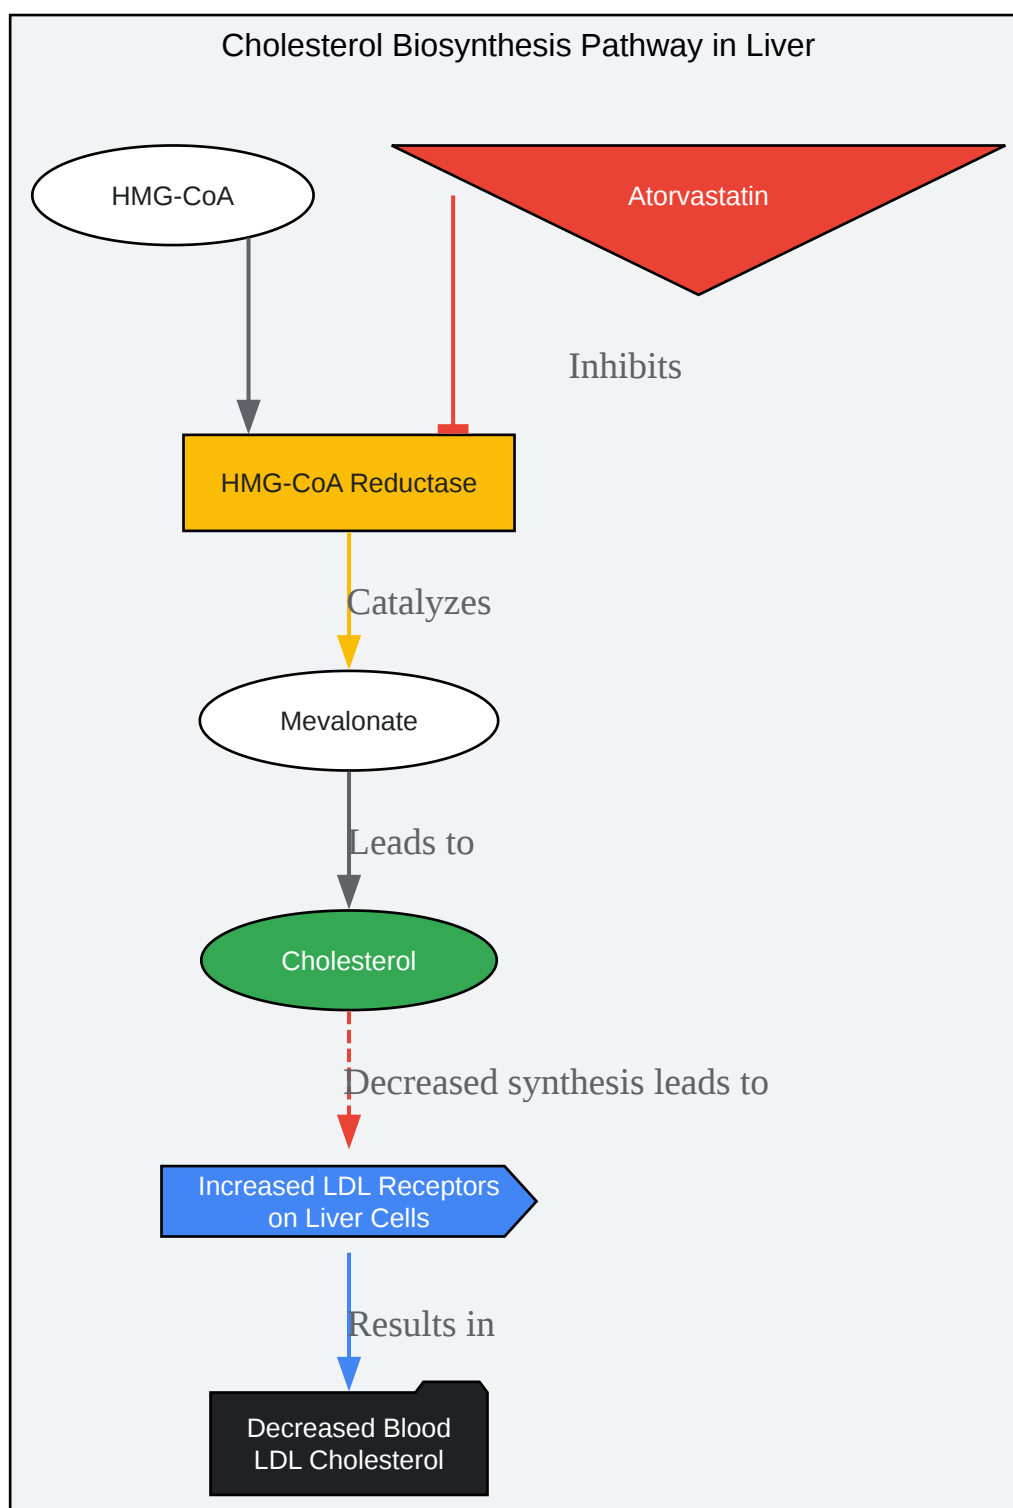 Cholesterol Biosynthesis Pathway in Liver
HMG-CoA
Atorvastatin
Inhibits
HMG-CoA Reductase
Catalyzes
Mevalonate
Leads to
Cholesterol
Decreased synthesis leads to
Increased LDL Receptors
on Liver Cells
Results in
Decreased Blood
LDL Cholesterol